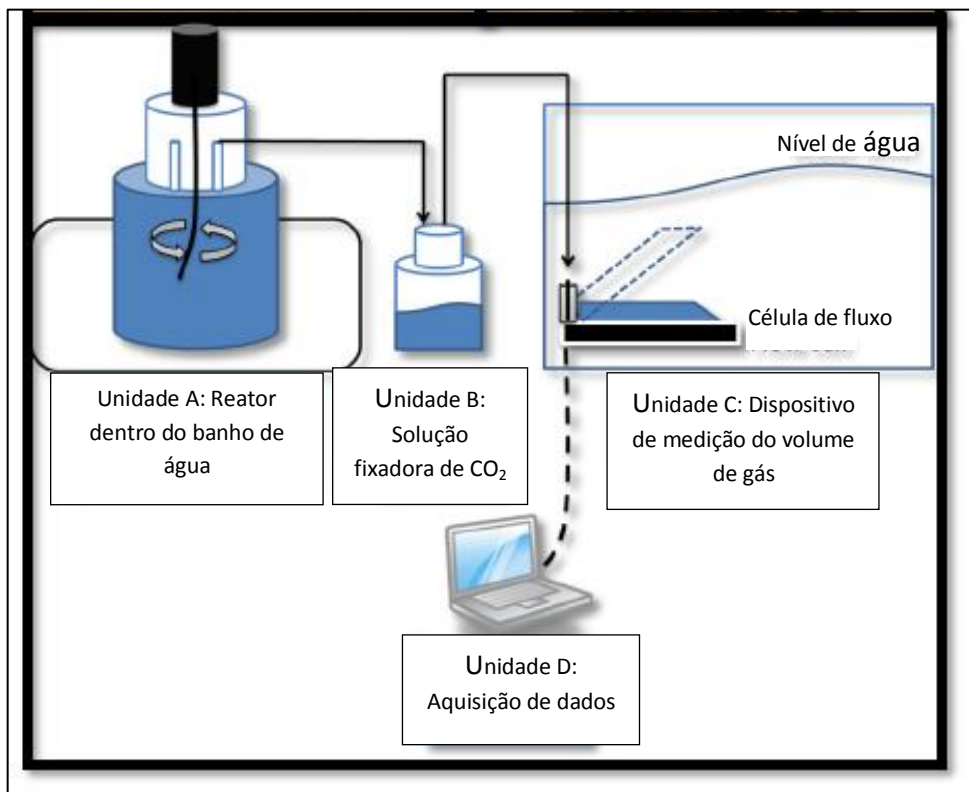 Nível de água
Célula de fluxo
Unidade A: Reator
dentro do banho de
água
Unidade B:
Solução
fixadora de CO₂
Unidade C: Dispositivo
de medição do volume
de gás
Unidade D:
Aquisição de dados